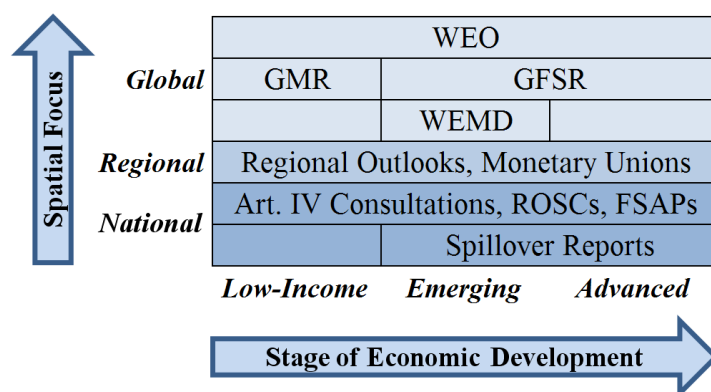 Spatial Focus
WEO
Global
GMR
GFSR
WEMD
Regional
Regional Outlooks, Monetary Unions
National
Art. IV Consultations, ROSCs, FSAPs
Spillover Reports
Low-Income
Emerging
Advanced
Stage of Economic Development